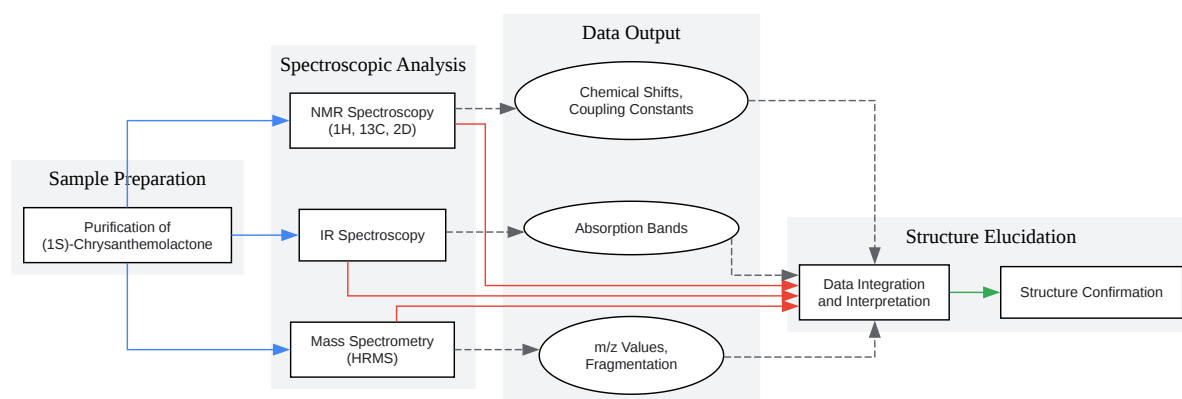 Sample Preparation
Purification of
(1S)-Chrysanthemolactone
Spectroscopic Analysis
NMR Spectroscopy
(1H, 13C, 2D)
IR Spectroscopy
Mass Spectrometry
(HRMS)
Data Output
Chemical Shifts,
Coupling Constants
Absorption Bands
m/z Values,
Fragmentation
Structure Elucidation
Data Integration
and Interpretation
Structure Confirmation